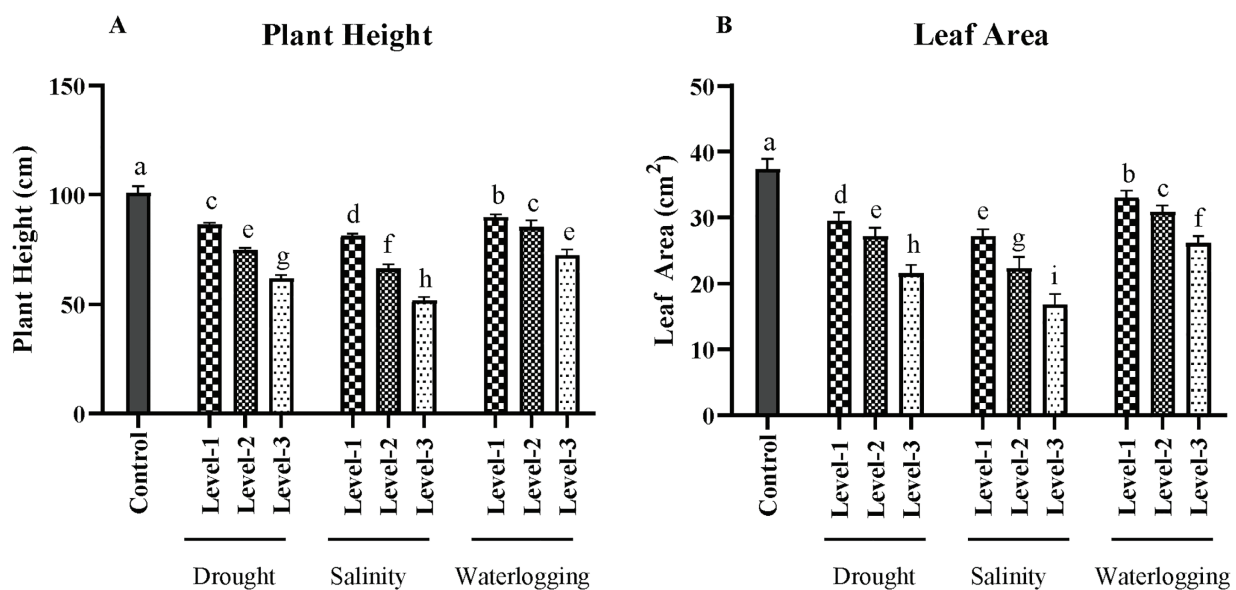 A
Plant Height
Plant Height (cm)
150
100
50
0
a
c
e
g
d
f
h
b
c
e
Control
Level-1
Level-2
Level-3
Level-1
Level-2
Level-3
Level-1
Level-2
Level-3
Drought
Salinity
Waterlogging
B
Leaf Area
Leaf Area (cm²)
50
40
30
20
10
0
a
d
e
h
e
g
i
b
c
f
Control
Level-1
Level-2
Level-3
Level-1
Level-2
Level-3
Level-1
Level-2
Level-3
Drought
Salinity
Waterlogging